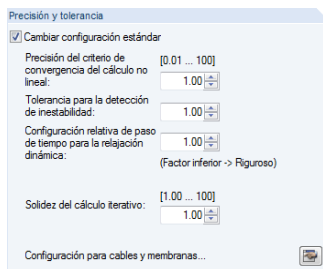 Precisión y tolerancia
Cambiar configuración estándar
Precisión del criterio de
convergencia del cálculo no
lineal:
[0.01 ... 100]
1.00
Tolerancia para la detección
de inestabilidad:
1.00
Configuración relativa de paso
de tiempo para la relajación
dinámica:
1.00
(Factor inferior -> Riguroso)
Solidez del cálculo iterativo:
[1.00 ... 100]
1.00
Configuración para cables y membranas...